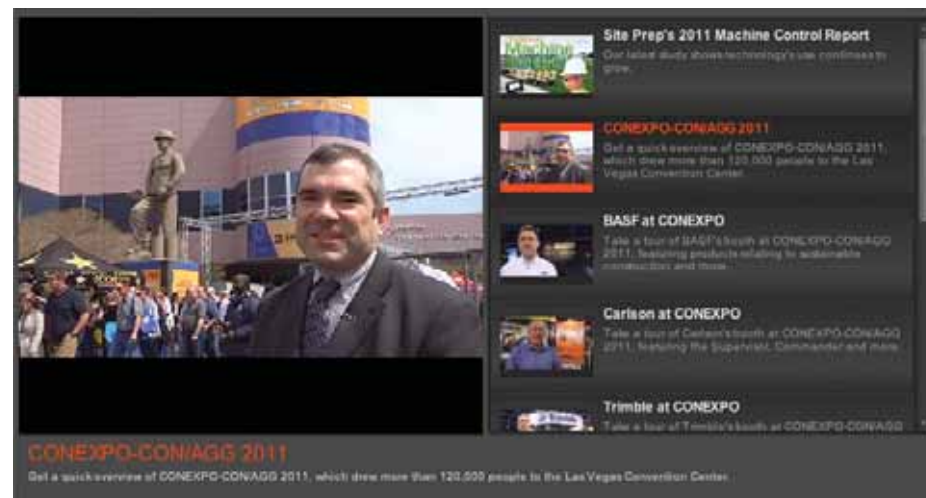 Site Prep's 2011 Machine Control Report
Our latest study shows technology's use continues to
grow.
CONEXPO-CON/AGG 2011
Get a quick overview of CONEXPO-CON/AGG 2011,
which drew more than 120,000 people to the Las
Vegas Convention Center.
BASF at CONEXPO
Take a tour of BASF's booth at CONEXPO-CON/AGG
2011, featuring products relating to sustainable
construction and more.
Carlson at CONEXPO
Take a tour of Carlson's booth at CONEXPO-CON/AGG
2011, featuring the Supervisor, Commander and more.
Trimble at CONEXPO
Take a tour of Trimble's booth at CONEXPO-CON/AGG
CONEXPO-CON/AGG 2011
Get a quick overview of CONEXPO-CON/AGG 2011, which drew more than 120,000 people to the Las Vegas Convention Center.